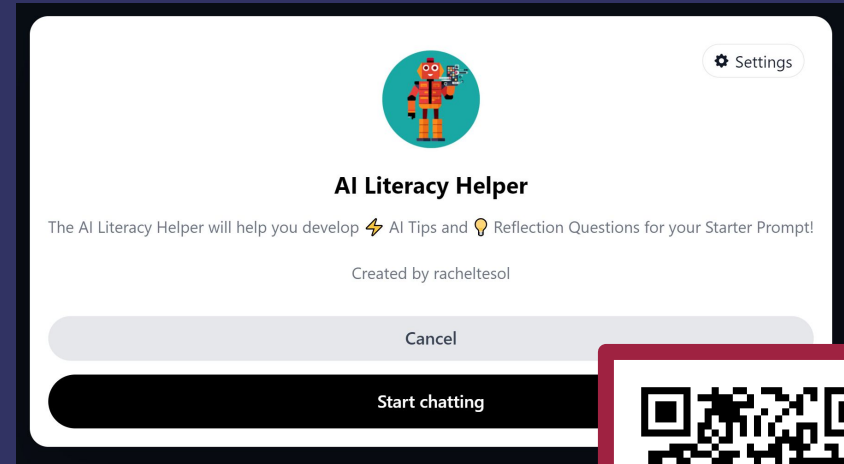 Settings
AI Literacy Helper
The AI Literacy Helper will help you develop ⚡ AI Tips and 💡 Reflection Questions for your Starter Prompt!
Created by racheltesol
Cancel
Start chatting